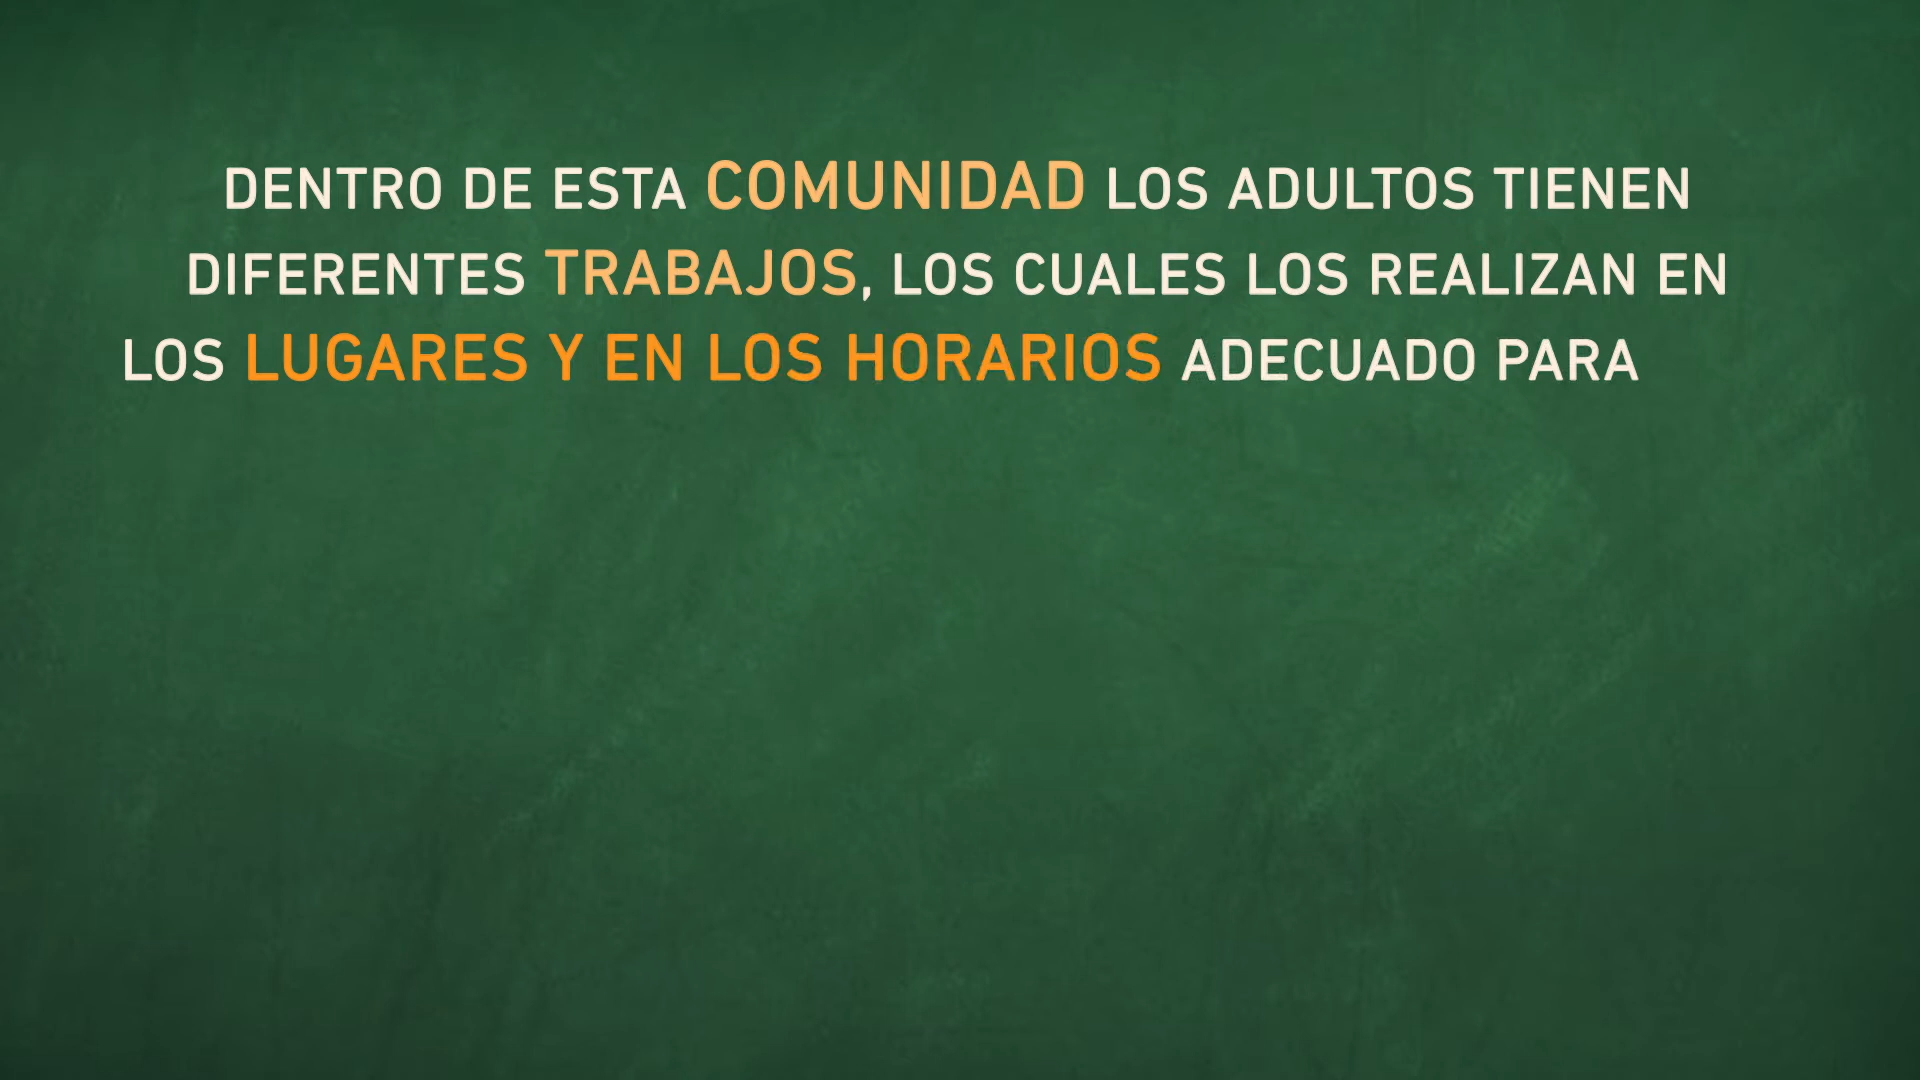 DENTRO DE ESTA COMUNIDAD LOS ADULTOS TIENEN
DIFERENTES TRABAJOS, LOS CUALES LOS REALIZAN EN
LOS LUGARES Y EN LOS HORARIOS ADECUADO PARA